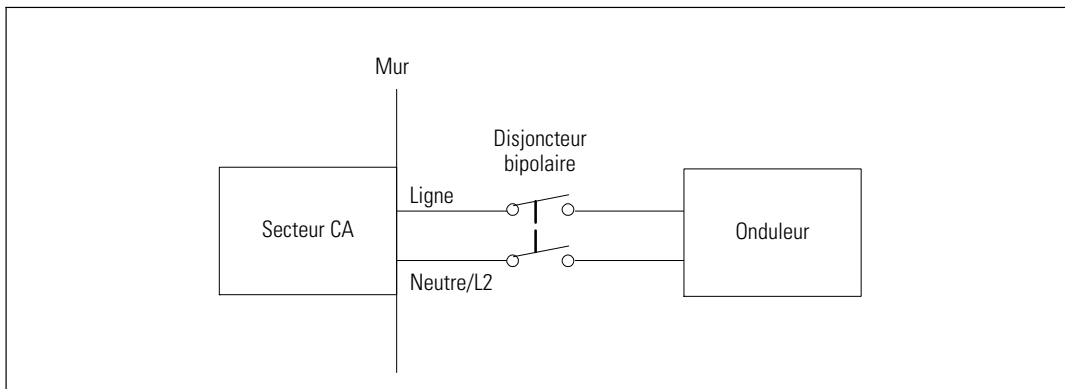 Mur
Disjoncteur
bipolaire
Ligne
Secteur CA
Onduleur
Neutre/L2